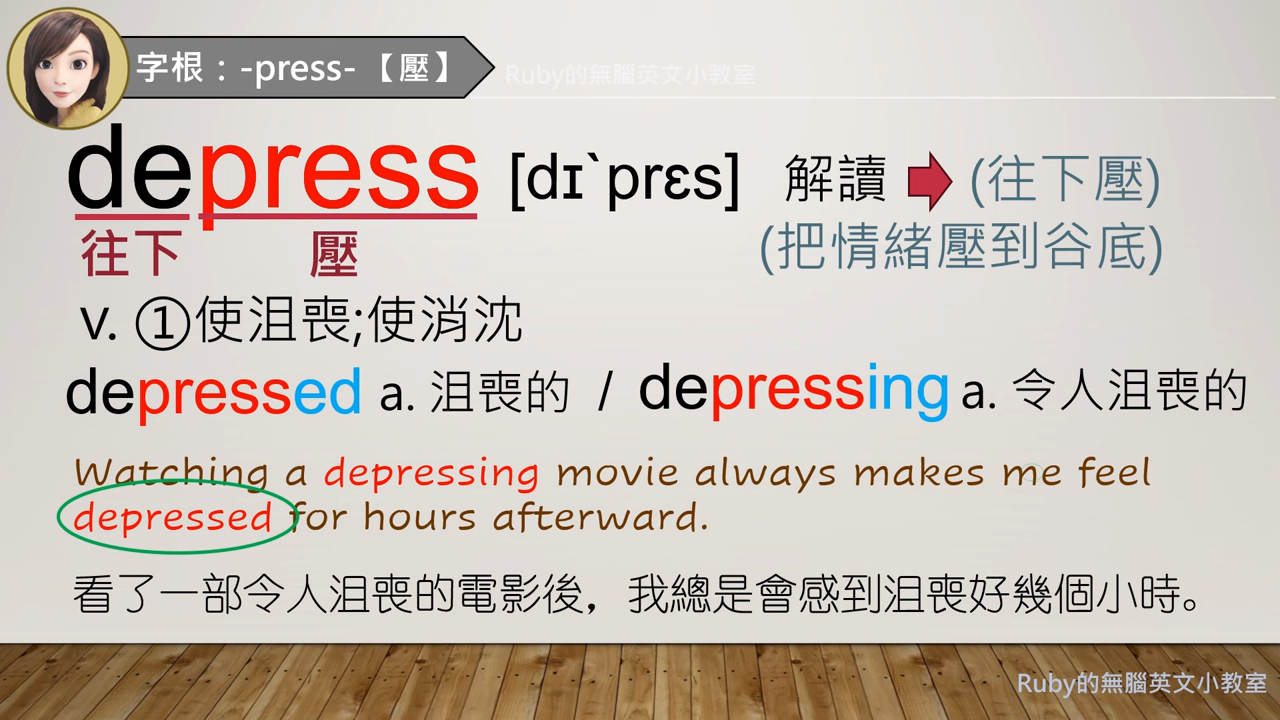 字根：-press-【壓】
Ruby的無腦英文小教室
depress [dɪˋprɛs] 解讀 (往下壓)
往下 壓 (把情緒壓到谷底)
v. ①使沮喪;使消沈
depressed a. 沮喪的 / depressing a. 令人沮喪的
Watching a depressing movie always makes me feel
depressed for hours afterward.
看了一部令人沮喪的電影後，我總是會感到沮喪好幾個小時。
Ruby的無腦英文小教室